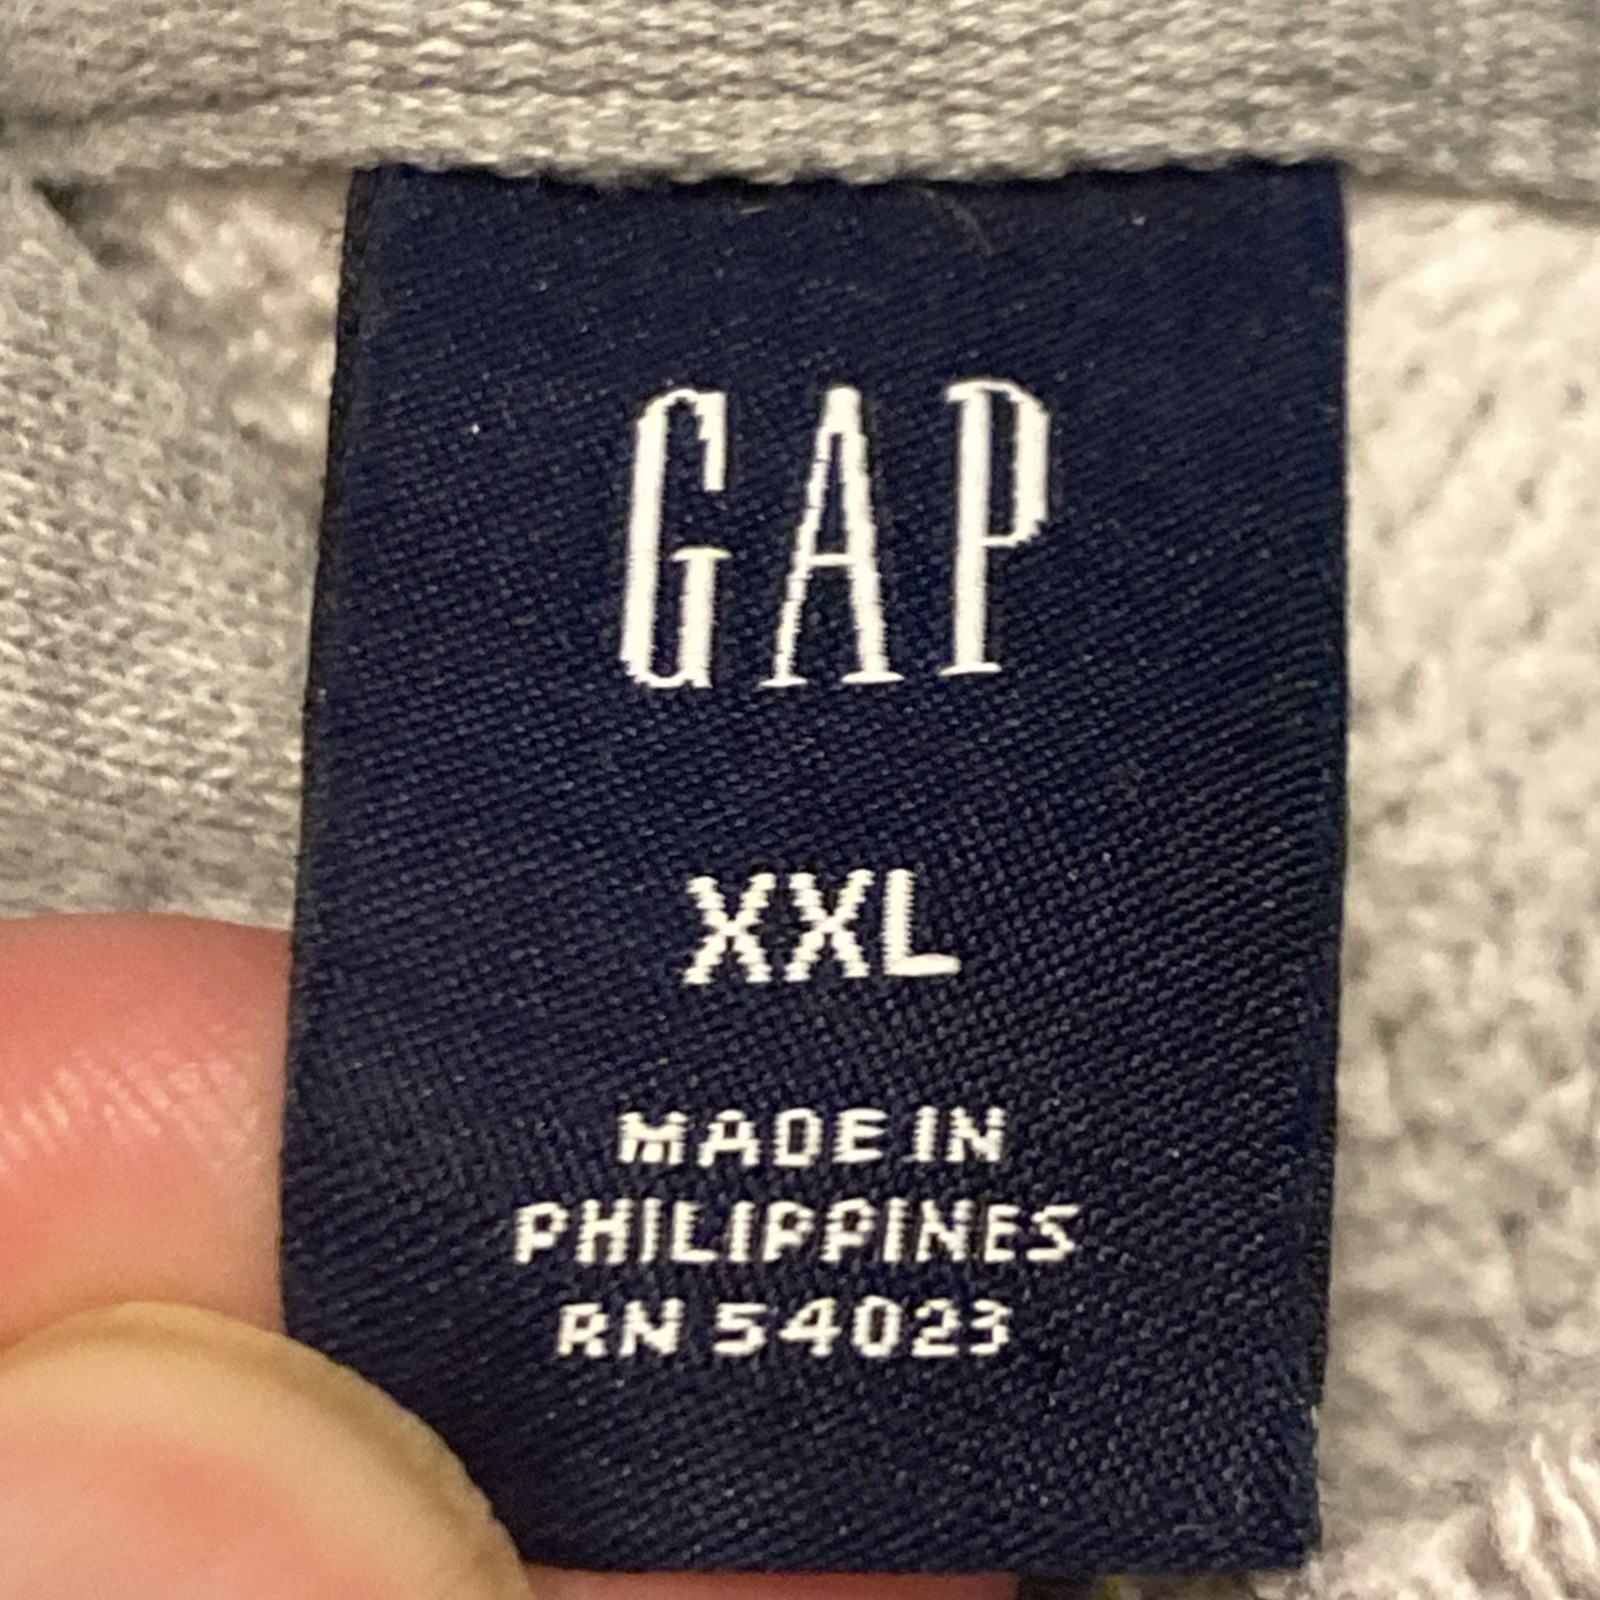 GAP
XXL
MADE IN
PHILIPPINES
RN 54023